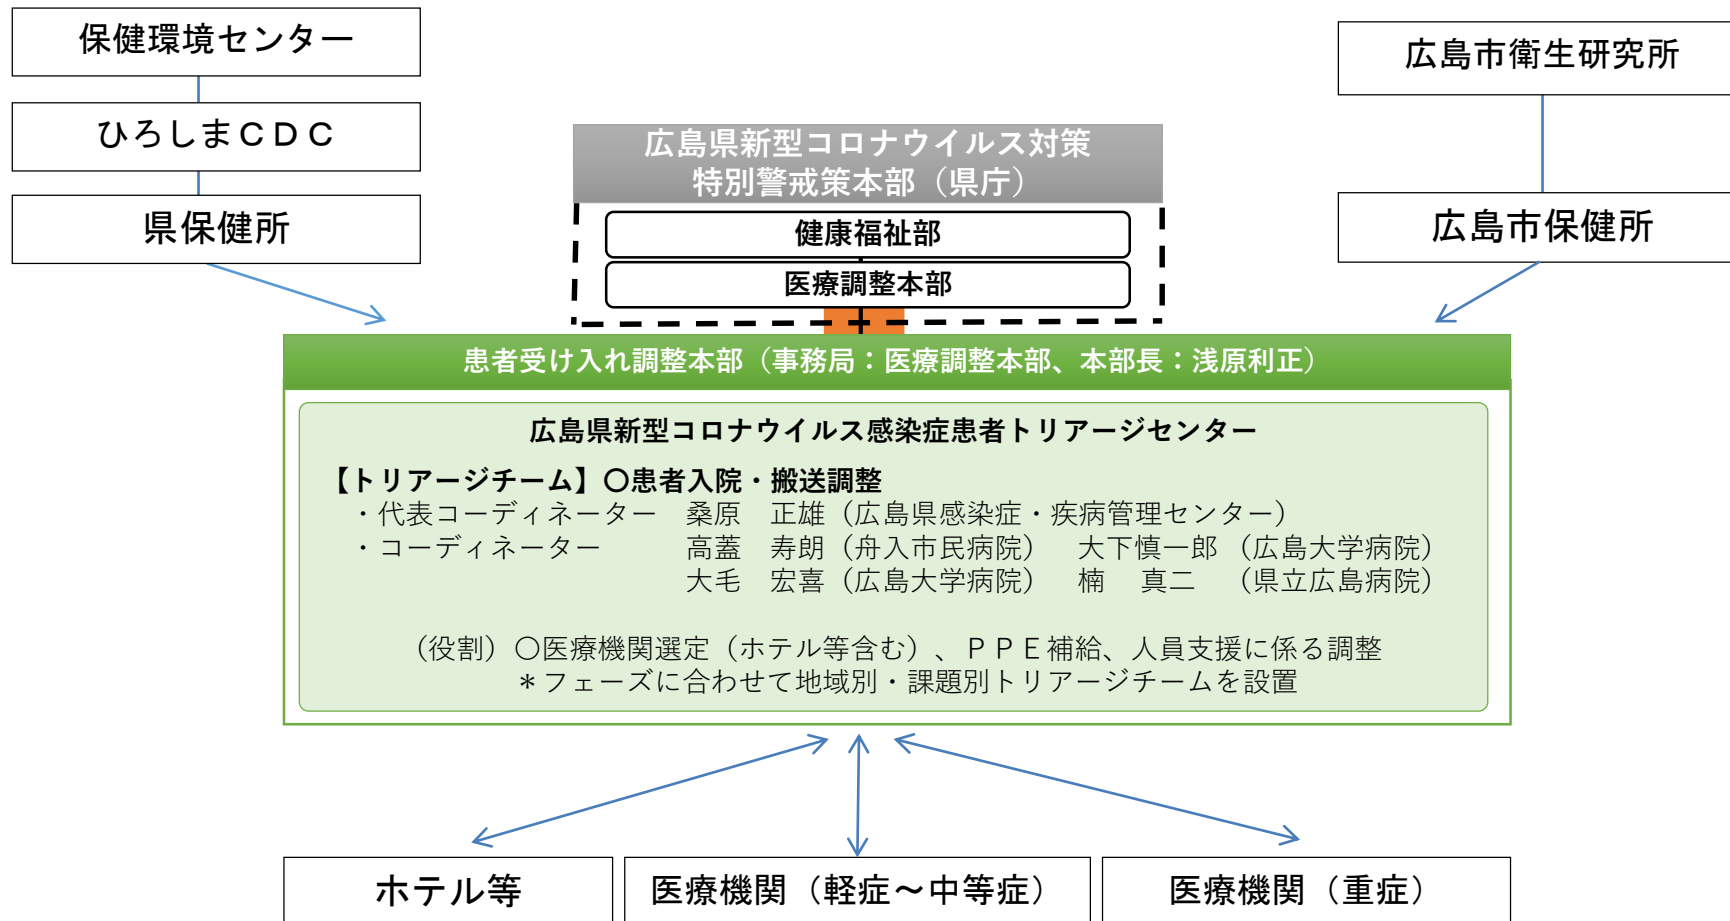 保健環境センター
ひろしまＣＤＣ
県保健所
広島市衛生研究所
広島市保健所
広島県新型コロナウイルス対策
特別警戒策本部（県庁）
健康福祉部
医療調整本部
患者受け入れ調整本部（事務局：医療調整本部、本部長：浅原利正）
広島県新型コロナウイルス感染症患者トリアージセンター
【トリアージチーム】〇患者入院・搬送調整
・代表コーディネーター　桑原　正雄（広島県感染症・疾病管理センター）
・コーディネーター　高蓋　寿朗（舟入市民病院）　大下慎一郎（広島大学病院）
大毛　宏喜（広島大学病院）　楠　真二　（県立広島病院）
（役割）〇医療機関選定（ホテル等含む）、ＰＰＥ補給、人員支援に係る調整
＊フェーズに合わせて地域別・課題別トリアージチームを設置
ホテル等
医療機関（軽症～中等症）
医療機関（重症）